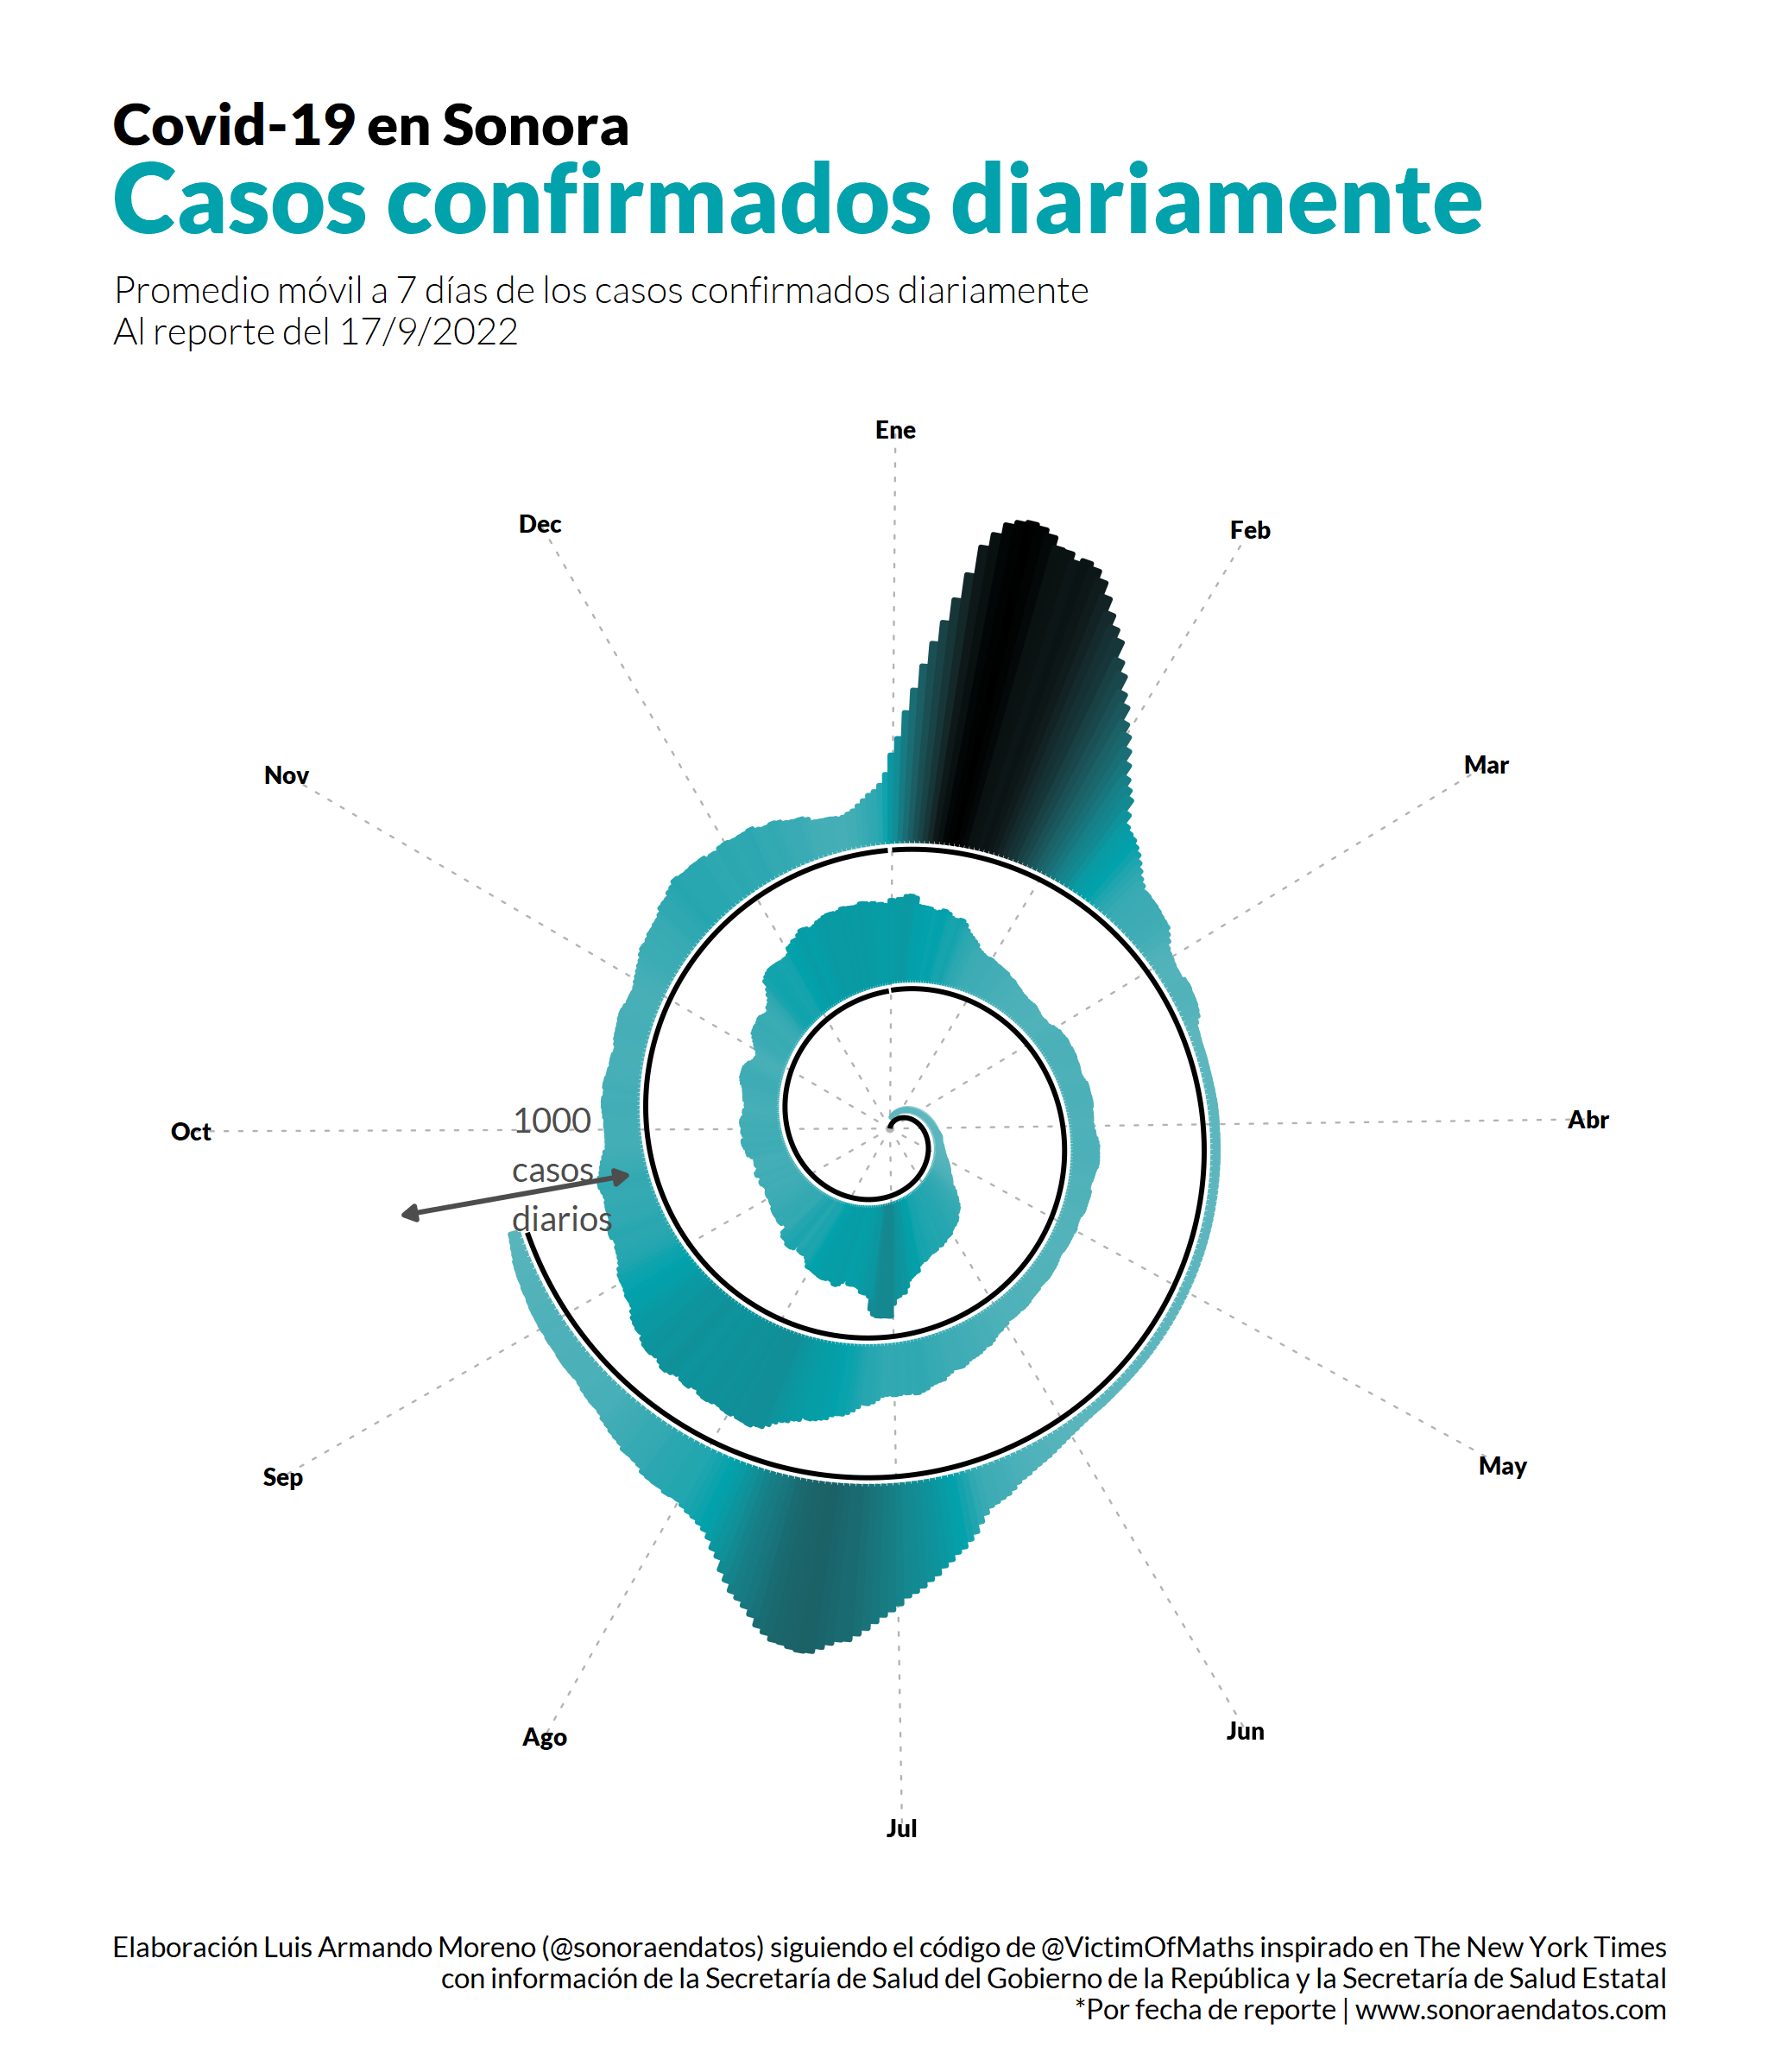 Covid-19 en Sonora
Casos confirmados diariamente
Promedio móvil a 7 días de los casos confirmados diariamente
Al reporte del 17/9/2022
Ene
Dec
Feb
Nov
Mar
Oct
1000
casos
diarios
Abr
Sep
May
Ago
Jun
Jul
Elaboración Luis Armando Moreno (@sonoraendatos) siguiendo el código de @VictimOfMaths inspirado en The New York Times
con información de la Secretaría de Salud del Gobierno de la República y la Secretaría de Salud Estatal
*Por fecha de reporte | www.sonoraendatos.com